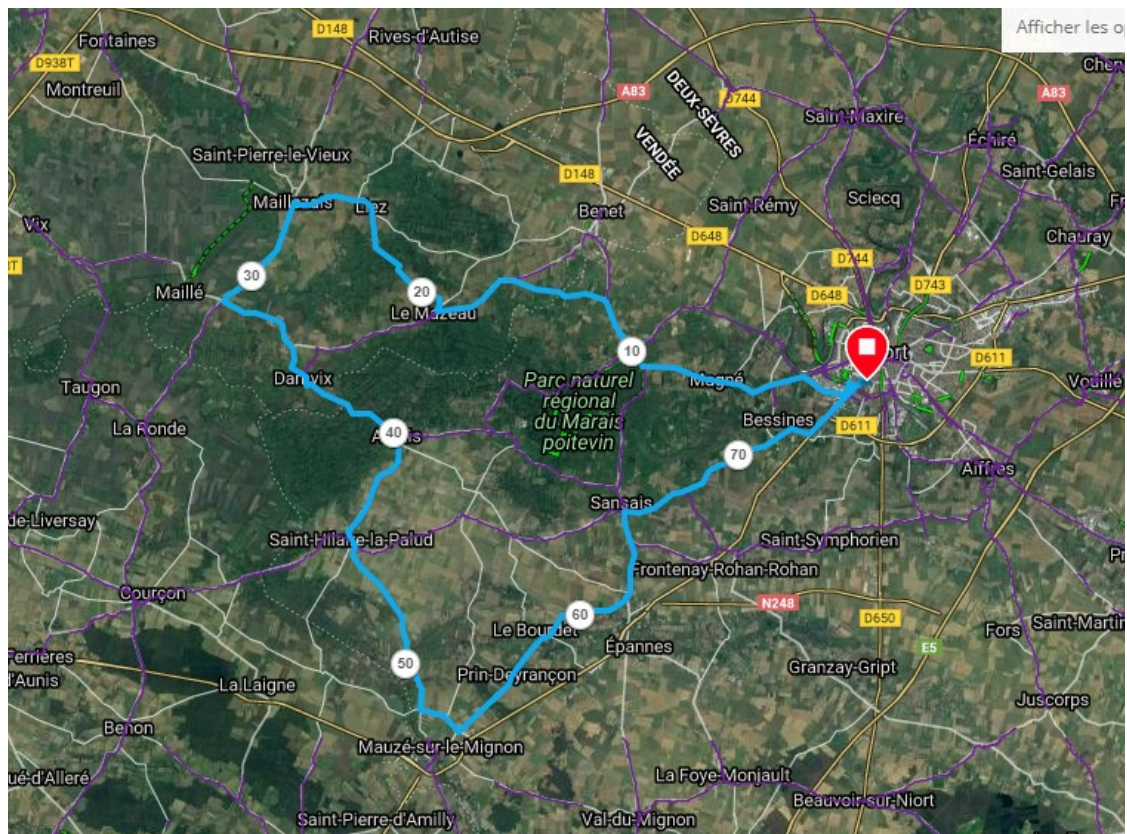 Afficher les op
D148
Rives-d'Autise
Fontaines
D938T
Montreuil
A83
DEUX-SÈVRES
VENDÉE
D744
A83
Saint-Maxire
Échiré
Saint-Gelais
Saint-Pierre-le-Vieux
D148
Maillezais
Liez
Benet
Saint-Rémy
Sciecq
Vix
D648
Chauray
30
D744
Maillé
20
D648
D743
Le Mazeau
10
D611
Parc naturel
régional
du Marais
poitevin
Magné
Damvix
Taugon
Vouillé
La Ronde
40
Bessines
D611
70
Aiffres
Sansais
de-Liversay
Saint-Hilaire-la-Palud
Saint-Symphorien
Frontenay-Rohan-Rohan
Courçon
N248
60
D650
Le Bourdet
Fors
Saint-Martin
Épannes
E5
Ferrières
d'Aunis
50
Prin-Deyrançon
Granzay-Gript
La Laigne
Juscorps
Benon
Mauzé-sur-le-Mignon
La Foye-Monjault
ué-d'Alleré
Beauvoir-sur-Niort
Saint-Pierre-d'Amilly
Val-du-Mignon